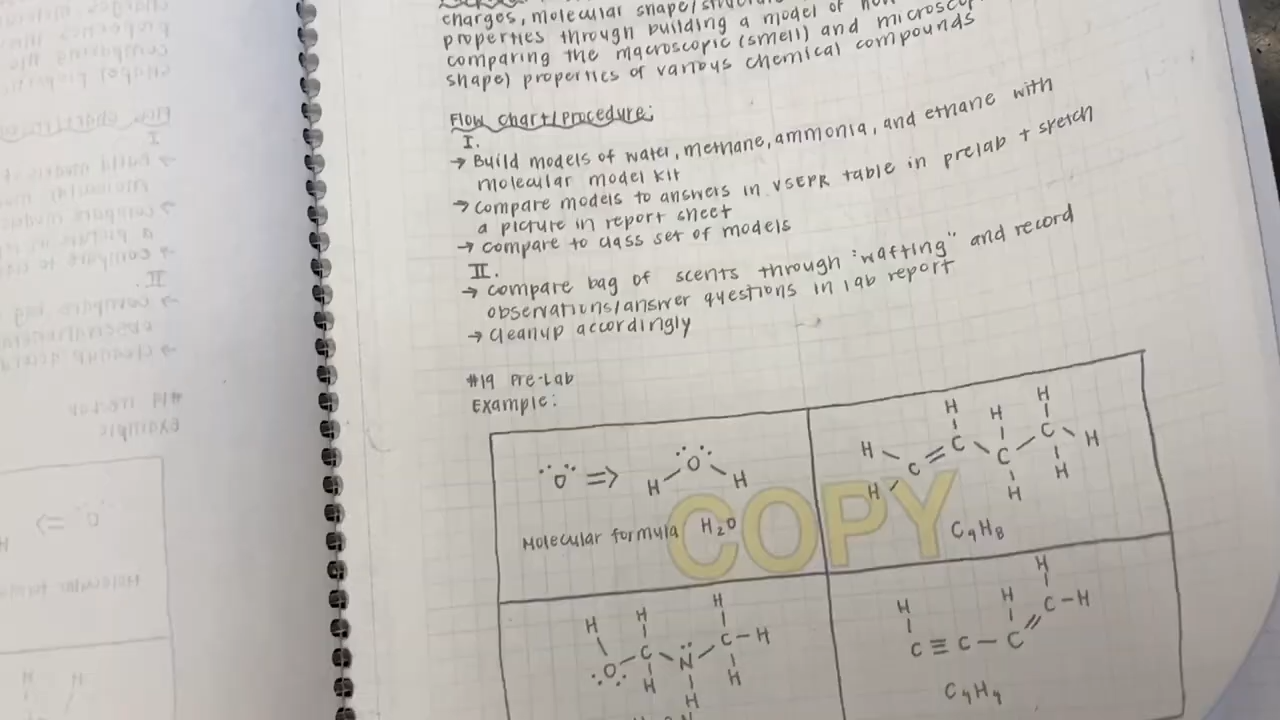 charges, molecular shape/structure
properties through building a model of
comparing the macroscopic (smell) and
shape) properties of various chemical compounds
Flow chart/procedure:
I.
→ Build models of water, methane, ammonia, and ethane with
molecular model kit
→ compare models to answers in VSEPR table in prelab + sketch
a picture in report sheet
→ compare to class set of models
II.
→ compare bag of scents through "wafting" and record
observations/answer questions in lab report
→ cleanup accordingly
#19 Pre-Lab
Example:
O ⇒ H O H
Molecular formula H₂O
H H H H
H C = C C C H
H H H
C₄H₈
COPY
H H H
O C N C - H
H H H
H H H
C ≡ C - C = C - H
C₄H₄